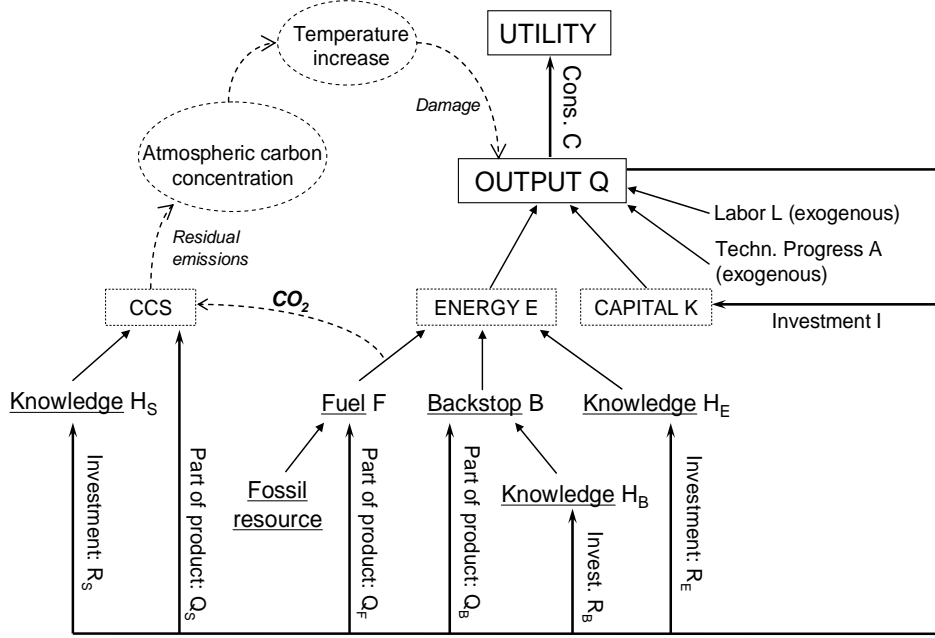 Temperature
increase
UTILITY
Damage
Cons. C
Atmospheric carbon
concentration
OUTPUT Q
Labor L (exogenous)
Techn. Progress A
(exogenous)
Residual
emissions
CO2
CCS
ENERGY E
CAPITAL K
Investment I
Knowledge HS
Fuel F
Backstop B
Knowledge HE
Fossil
resource
Knowledge HB
Investment: RS
Part of product: QS
Part of product: QF
Part of product: QB
Invest. RB
Investment: RE